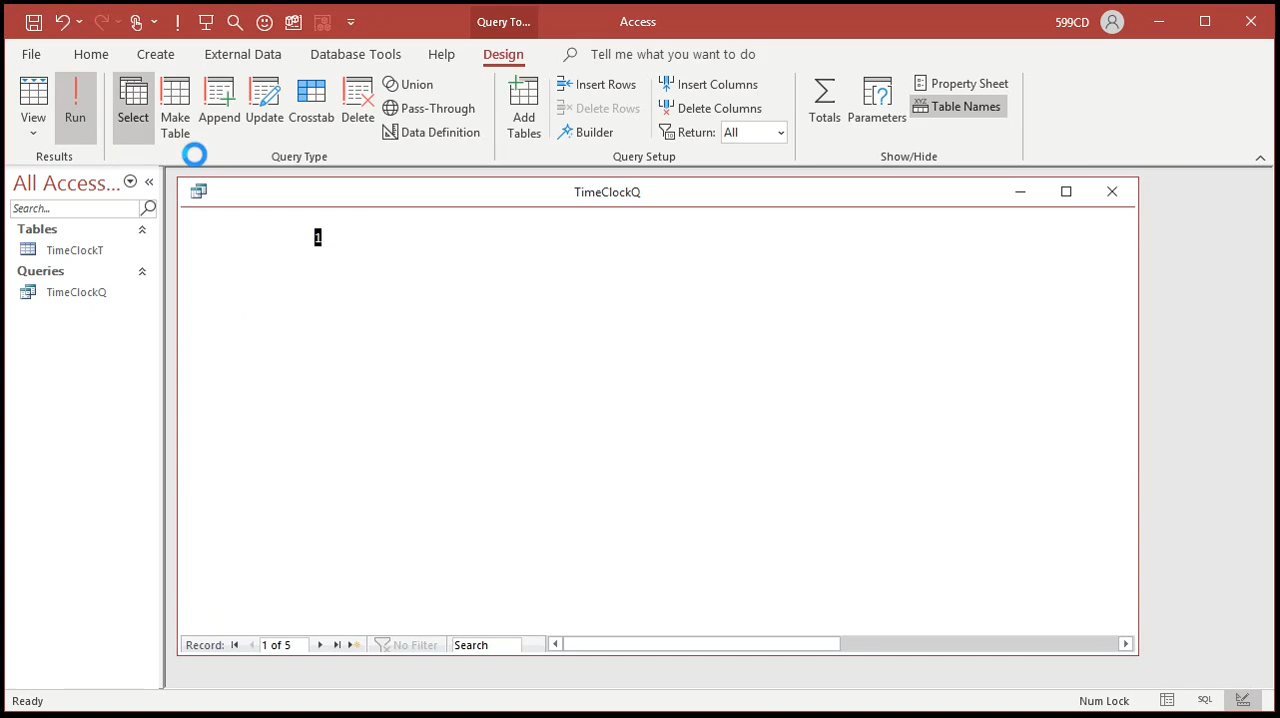 Query To...
Access
599CD
File
Home
Create
External Data
Database Tools
Help
Design
Tell me what you want to do
View
Run
Select
Make
Table
Append
Update
Crosstab
Delete
Union
Pass-Through
Data Definition
Add
Tables
Insert Rows
Delete Rows
Builder
Insert Columns
Delete Columns
Return: All
Totals
Parameters
Property Sheet
Table Names
Results
Query Type
Query Setup
Show/Hide
All Access...
Search...
Tables
TimeClockT
Queries
TimeClockQ
TimeClockQ
1
Record: 1 of 5
No Filter
Search
Ready
Num Lock
SQL